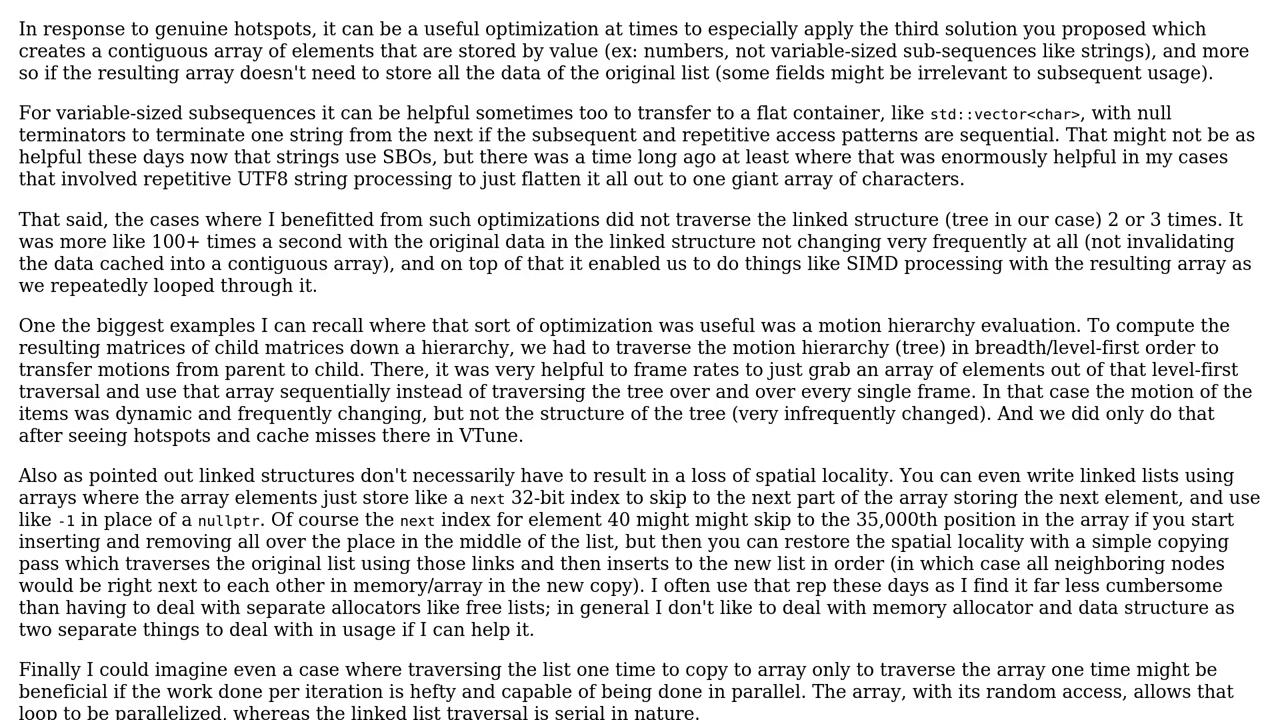 In response to genuine hotspots, it can be a useful optimization at times to especially apply the third solution you proposed which
creates a contiguous array of elements that are stored by value (ex: numbers, not variable-sized sub-sequences like strings), and more
so if the resulting array doesn't need to store all the data of the original list (some fields might be irrelevant to subsequent usage).
For variable-sized subsequences it can be helpful sometimes too to transfer to a flat container, like std::vector<char>, with null
terminators to terminate one string from the next if the subsequent and repetitive access patterns are sequential. That might not be as
helpful these days now that strings use SBOs, but there was a time long ago at least where that was enormously helpful in my cases
that involved repetitive UTF8 string processing to just flatten it all out to one giant array of characters.
That said, the cases where I benefitted from such optimizations did not traverse the linked structure (tree in our case) 2 or 3 times. It
was more like 100+ times a second with the original data in the linked structure not changing very frequently at all (not invalidating
the data cached into a contiguous array), and on top of that it enabled us to do things like SIMD processing with the resulting array as
we repeatedly looped through it.
One the biggest examples I can recall where that sort of optimization was useful was a motion hierarchy evaluation. To compute the
resulting matrices of child matrices down a hierarchy, we had to traverse the motion hierarchy (tree) in breadth/level-first order to
transfer motions from parent to child. There, it was very helpful to frame rates to just grab an array of elements out of that level-first
traversal and use that array sequentially instead of traversing the tree over and over every single frame. In that case the motion of the
items was dynamic and frequently changing, but not the structure of the tree (very infrequently changed). And we did only do that
after seeing hotspots and cache misses there in VTune.
Also as pointed out linked structures don't necessarily have to result in a loss of spatial locality. You can even write linked lists using
arrays where the array elements just store like a next 32-bit index to skip to the next part of the array storing the next element, and use
like -1 in place of a nullptr. Of course the next index for element 40 might might skip to the 35,000th position in the array if you start
inserting and removing all over the place in the middle of the list, but then you can restore the spatial locality with a simple copying
pass which traverses the original list using those links and then inserts to the new list in order (in which case all neighboring nodes
would be right next to each other in memory/array in the new copy). I often use that rep these days as I find it far less cumbersome
than having to deal with separate allocators like free lists; in general I don't like to deal with memory allocator and data structure as
two separate things to deal with in usage if I can help it.
Finally I could imagine even a case where traversing the list one time to copy to array only to traverse the array one time might be
beneficial if the work done per iteration is hefty and capable of being done in parallel. The array, with its random access, allows that
loop to be parallelized, whereas the linked list traversal is serial in nature.